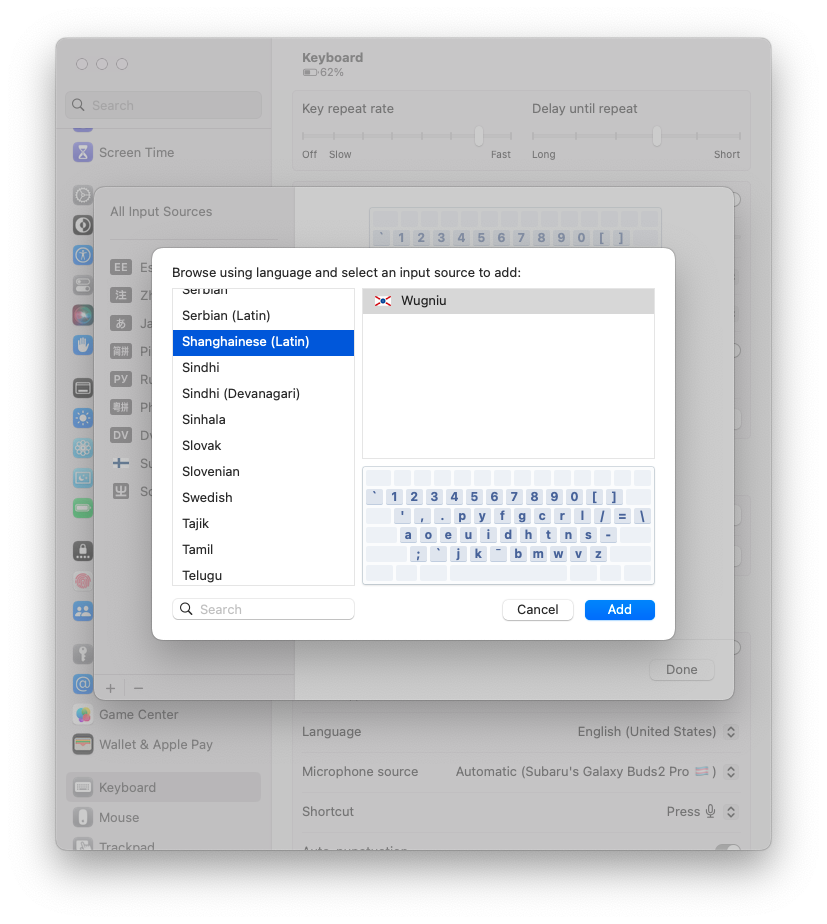 Keyboard
62%
Search
Key repeat rate
Delay until repeat
Off Slow Fast
Long Short
Screen Time
All Input Sources
` 1 2 3 4 5 6 7 8 9 0 [ ]
EE Es
注 Zh
あ Ja
简拼 Pi
РУ Ru
粤拼 Ph
DV Dv
Su
So
Browse using language and select an input source to add:
Serbian
Serbian (Latin)
Shanghainese (Latin)
Sindhi
Sindhi (Devanagari)
Sinhala
Slovak
Slovenian
Swedish
Tajik
Tamil
Telugu
Search
Wugniu
` 1 2 3 4 5 6 7 8 9 0 [ ]
' , . p y f g c r l / = \
a o e u i d h t n s -
; ` j k ¯ b m w v z
Cancel
Add
+ −
Done
Game Center
Wallet & Apple Pay
Keyboard
Mouse
Trackpad
Language English (United States)
Microphone source Automatic (Subaru's Galaxy Buds2 Pro )
Shortcut Press
Auto-punctuation